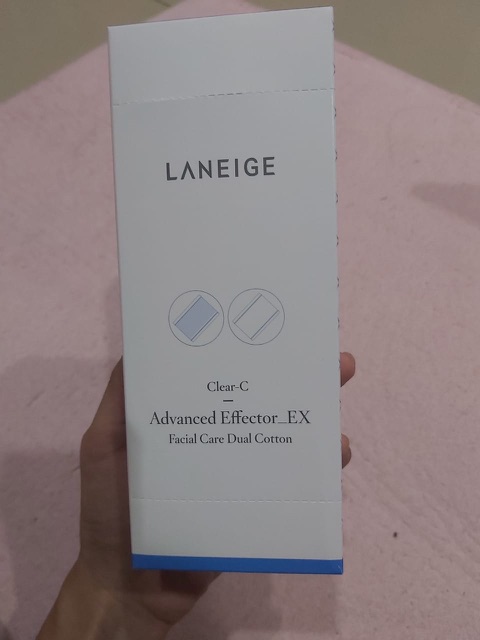 LANEIGE
Clear-C
Advanced Effector_EX
Facial Care Dual Cotton